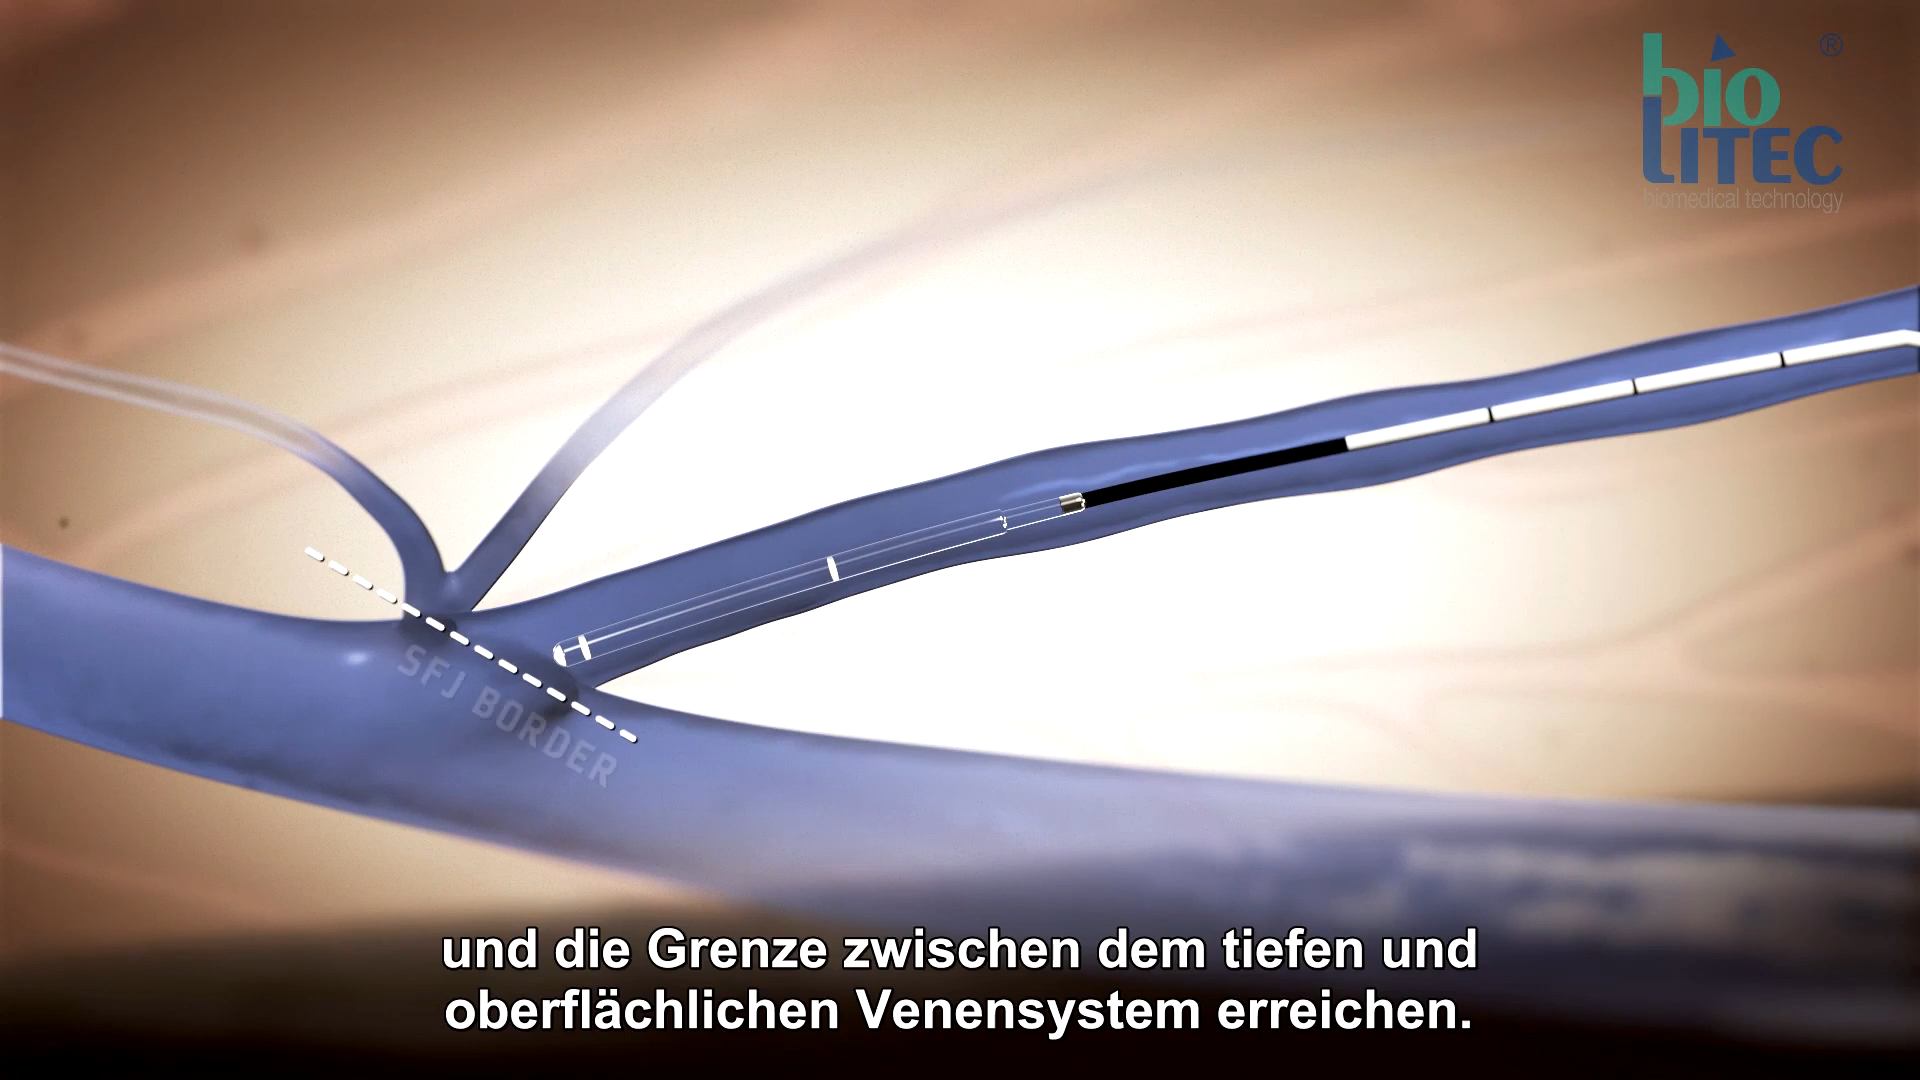 bio
®
LITEC
biomedical technology
SFJ BORDER
und die Grenze zwischen dem tiefen und
oberflächlichen Venensystem erreichen.